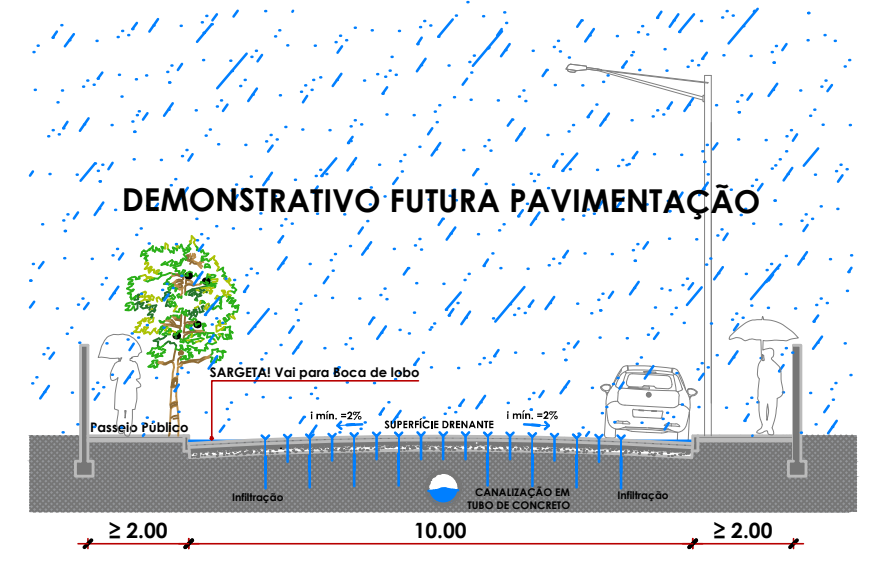 DEMONSTRATIVO FUTURA PAVIMENTAÇÃO
SARGETA! Vai para Boca de lobo
i mín. =2%
i mín. =2%
SUPERFÍCIE DRENANTE
Passeio Público
Infiltração
CANALIZAÇÃO EM
TUBO DE CONCRETO
Infiltração
≥ 2.00
10.00
≥ 2.00